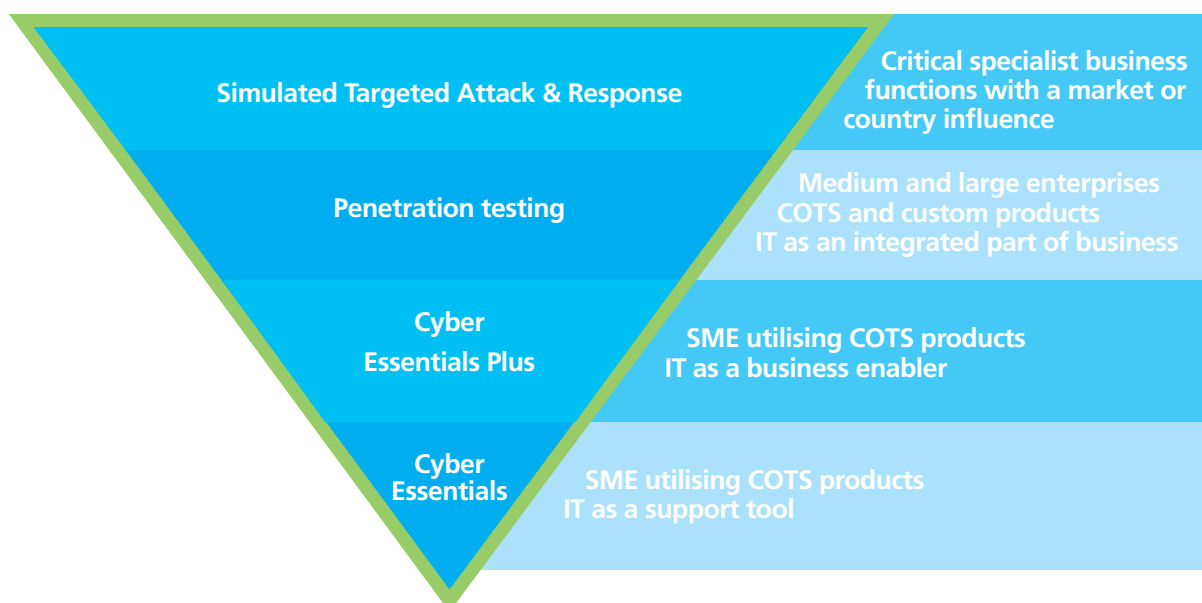 Simulated Targeted Attack & Response
Critical specialist business
functions with a market or
country influence
Penetration testing
Medium and large enterprises
COTS and custom products
IT as an integrated part of business
Cyber
Essentials Plus
SME utilising COTS products
IT as a business enabler
Cyber
Essentials
SME utilising COTS products
IT as a support tool